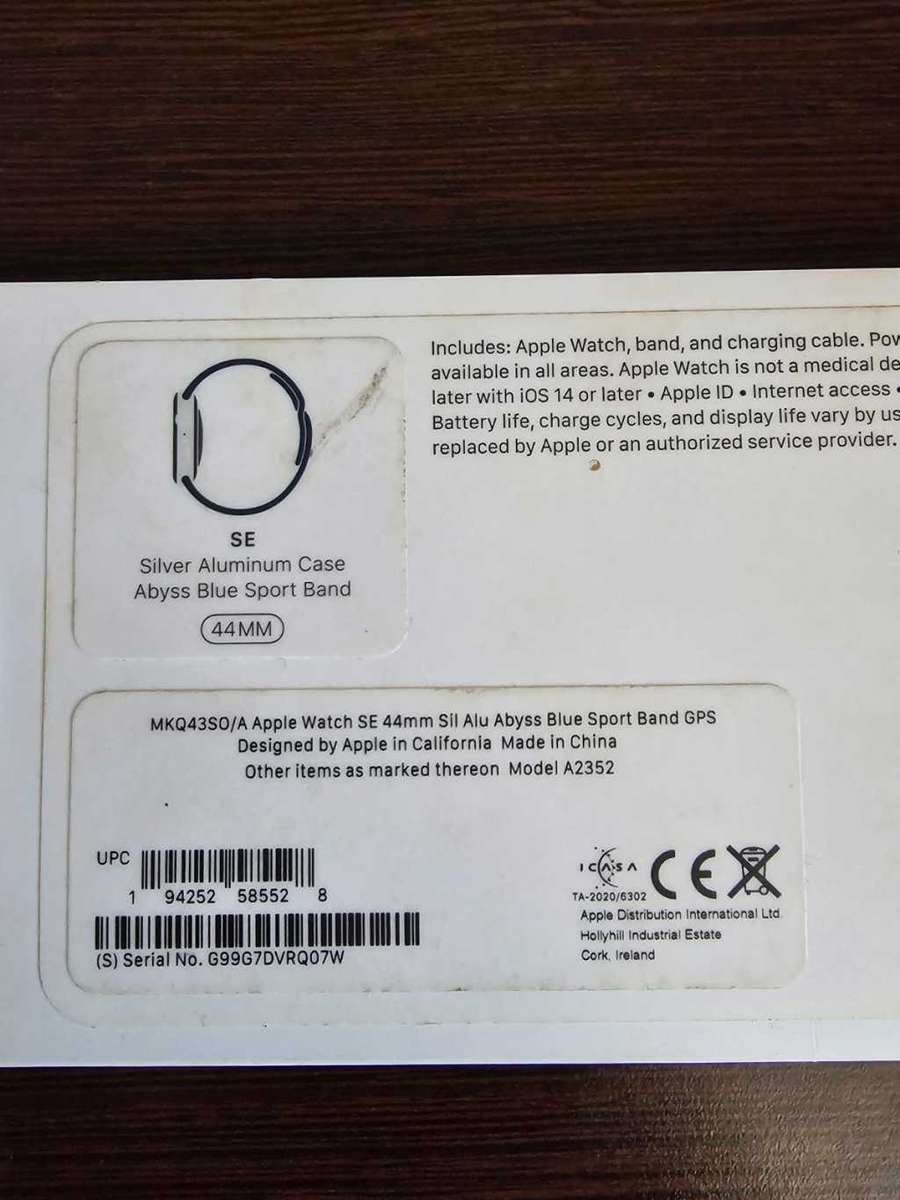 SE
Silver Aluminum Case
Abyss Blue Sport Band
44MM
Includes: Apple Watch, band, and charging cable. Pow
available in all areas. Apple Watch is not a medical de
later with iOS 14 or later • Apple ID • Internet access •
Battery life, charge cycles, and display life vary by us
replaced by Apple or an authorized service provider.
MKQ43SO/A Apple Watch SE 44mm Sil Alu Abyss Blue Sport Band GPS
Designed by Apple in California Made in China
Other items as marked thereon Model A2352
UPC
1 94252 58552 8
(S) Serial No. G99G7DVRQ07W
ICASA
TA-2020/6302
CE
Apple Distribution International Ltd.
Hollyhill Industrial Estate
Cork, Ireland